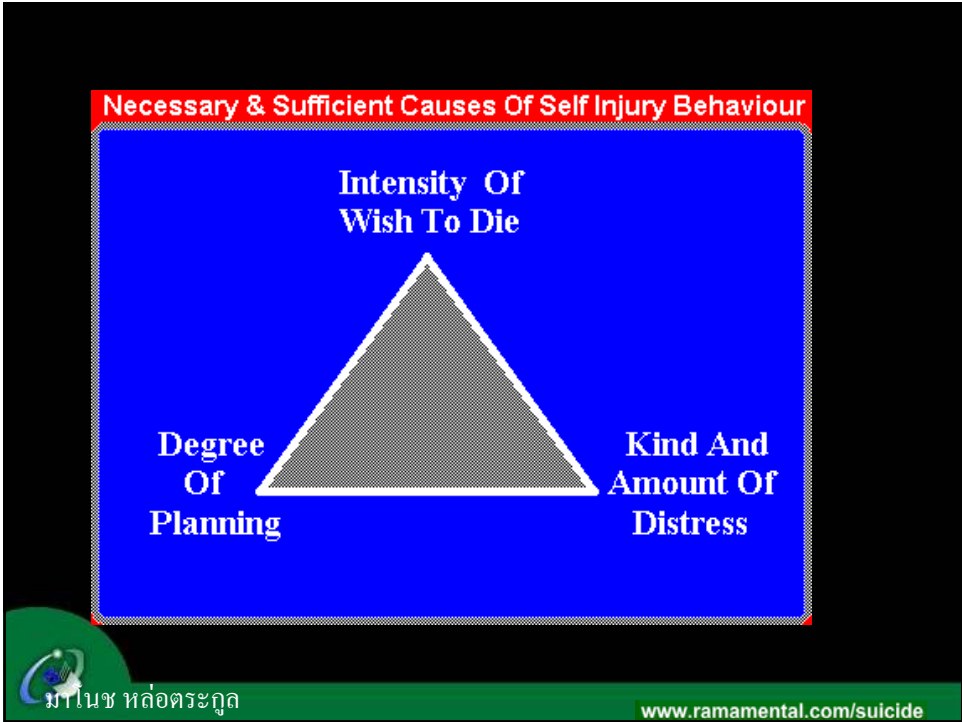 Necessary & Sufficient Causes Of Self Injury Behaviour
Intensity Of
Wish To Die
Degree
Of
Planning
Kind And
Amount Of
Distress
มาโนช หล่อตระกูล
www.ramamental.com/suicide